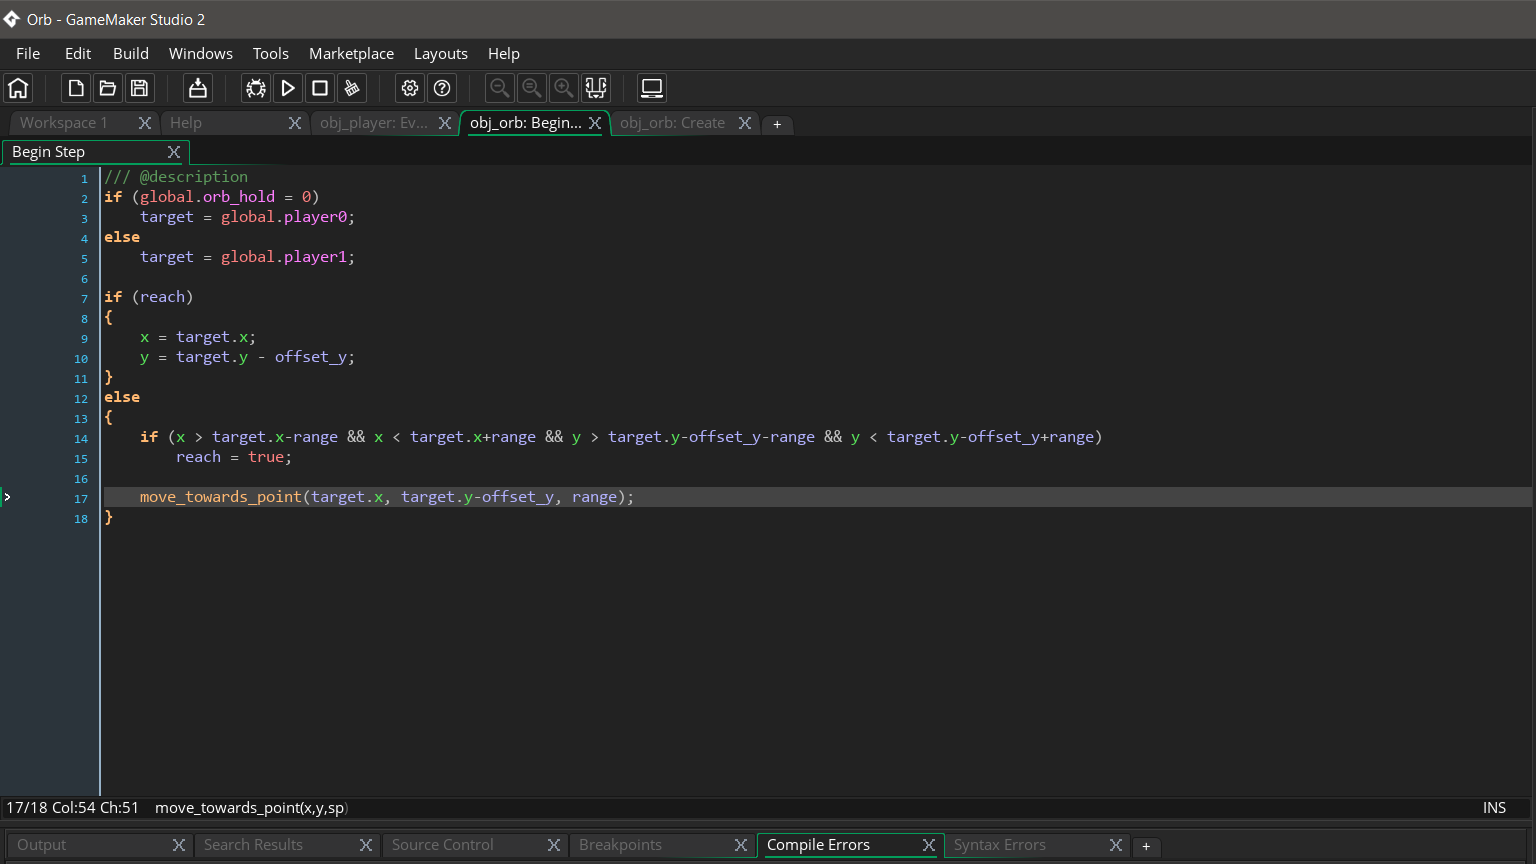 Orb - GameMaker Studio 2
File Edit Build Windows Tools Marketplace Layouts Help
Workspace 1 Help obj_player: Ev... obj_orb: Begin... obj_orb: Create +
Begin Step
1 /// @description
2 if (global.orb_hold = 0)
3 target = global.player0;
4 else
5 target = global.player1;
6
7 if (reach)
8 {
9 x = target.x;
10 y = target.y - offset_y;
11 }
12 else
13 {
14 if (x > target.x-range && x < target.x+range && y > target.y-offset_y-range && y < target.y-offset_y+range)
15 reach = true;
16
17 move_towards_point(target.x, target.y-offset_y, range);
18 }
17/18 Col:54 Ch:51 move_towards_point(x,y,sp) INS
Output Search Results Source Control Breakpoints Compile Errors Syntax Errors +